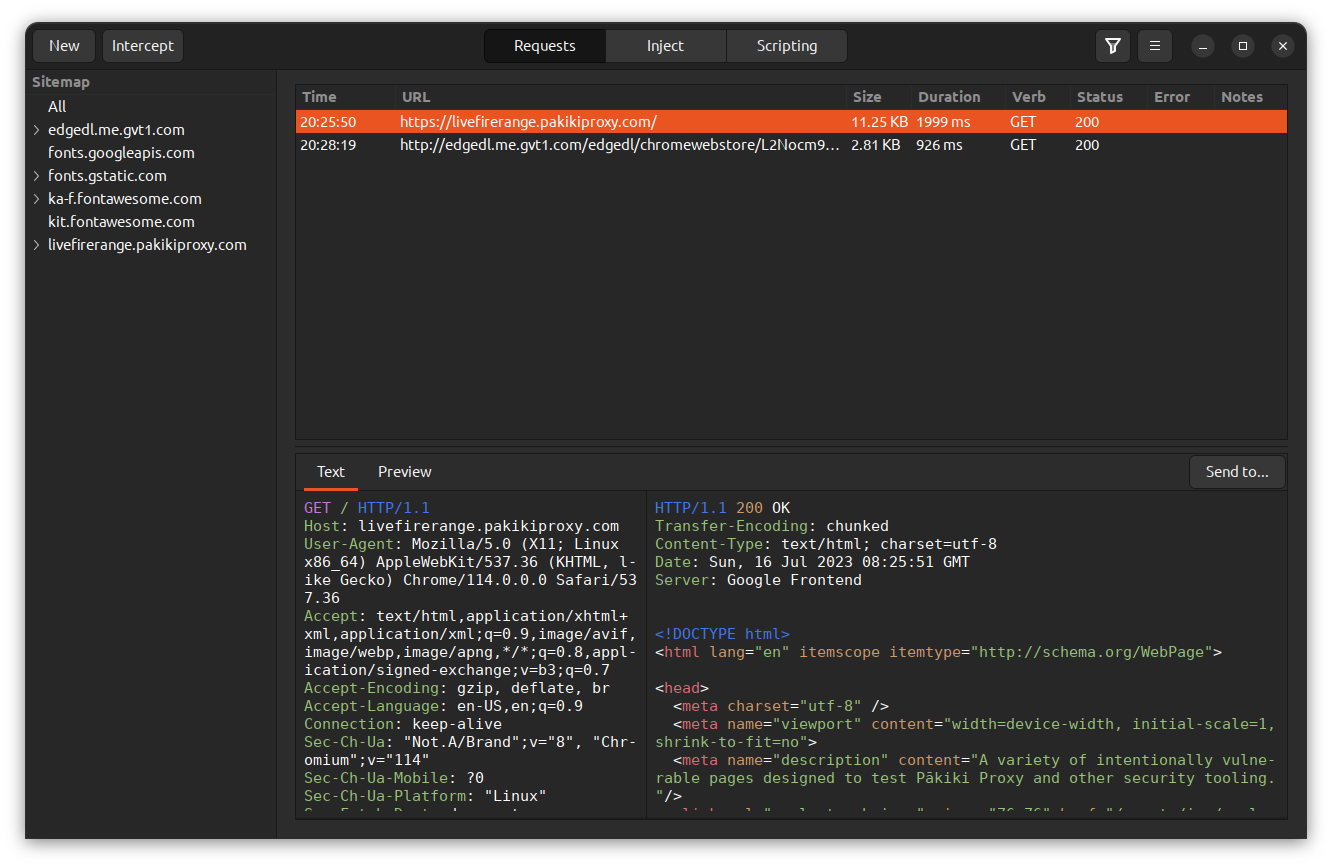 New Intercept Requests Inject Scripting
Sitemap
All
edgedl.me.gvt1.com
fonts.googleapis.com
fonts.gstatic.com
ka-f.fontawesome.com
kit.fontawesome.com
livefirerange.pakikiproxy.com
Time URL Size Duration Verb Status Error Notes
20:25:50 https://livefirerange.pakikiproxy.com/ 11.25 KB 1999 ms GET 200
20:28:19 http://edgedl.me.gvt1.com/edgedl/chromewebstore/L2Nocm9... 2.81 KB 926 ms GET 200
Text Preview Send to...
GET / HTTP/1.1
Host: livefirerange.pakikiproxy.com
User-Agent: Mozilla/5.0 (X11; Linux
x86_64) AppleWebKit/537.36 (KHTML, l-
ike Gecko) Chrome/114.0.0.0 Safari/53
7.36
Accept: text/html,application/xhtml+
xml,application/xml;q=0.9,image/avif,
image/webp,image/apng,*/*;q=0.8,appl-
ication/signed-exchange;v=b3;q=0.7
Accept-Encoding: gzip, deflate, br
Accept-Language: en-US,en;q=0.9
Connection: keep-alive
Sec-Ch-Ua: "Not.A/Brand";v="8", "Chr-
omium";v="114"
Sec-Ch-Ua-Mobile: ?0
Sec-Ch-Ua-Platform: "Linux"
HTTP/1.1 200 OK
Transfer-Encoding: chunked
Content-Type: text/html; charset=utf-8
Date: Sun, 16 Jul 2023 08:25:51 GMT
Server: Google Frontend
<!DOCTYPE html>
<html lang="en" itemscope itemtype="http://schema.org/WebPage">
<head>
<meta charset="utf-8" />
<meta name="viewport" content="width=device-width, initial-scale=1,
shrink-to-fit=no">
<meta name="description" content="A variety of intentionally vulne-
rable pages designed to test Pākiki Proxy and other security tooling.
"/>